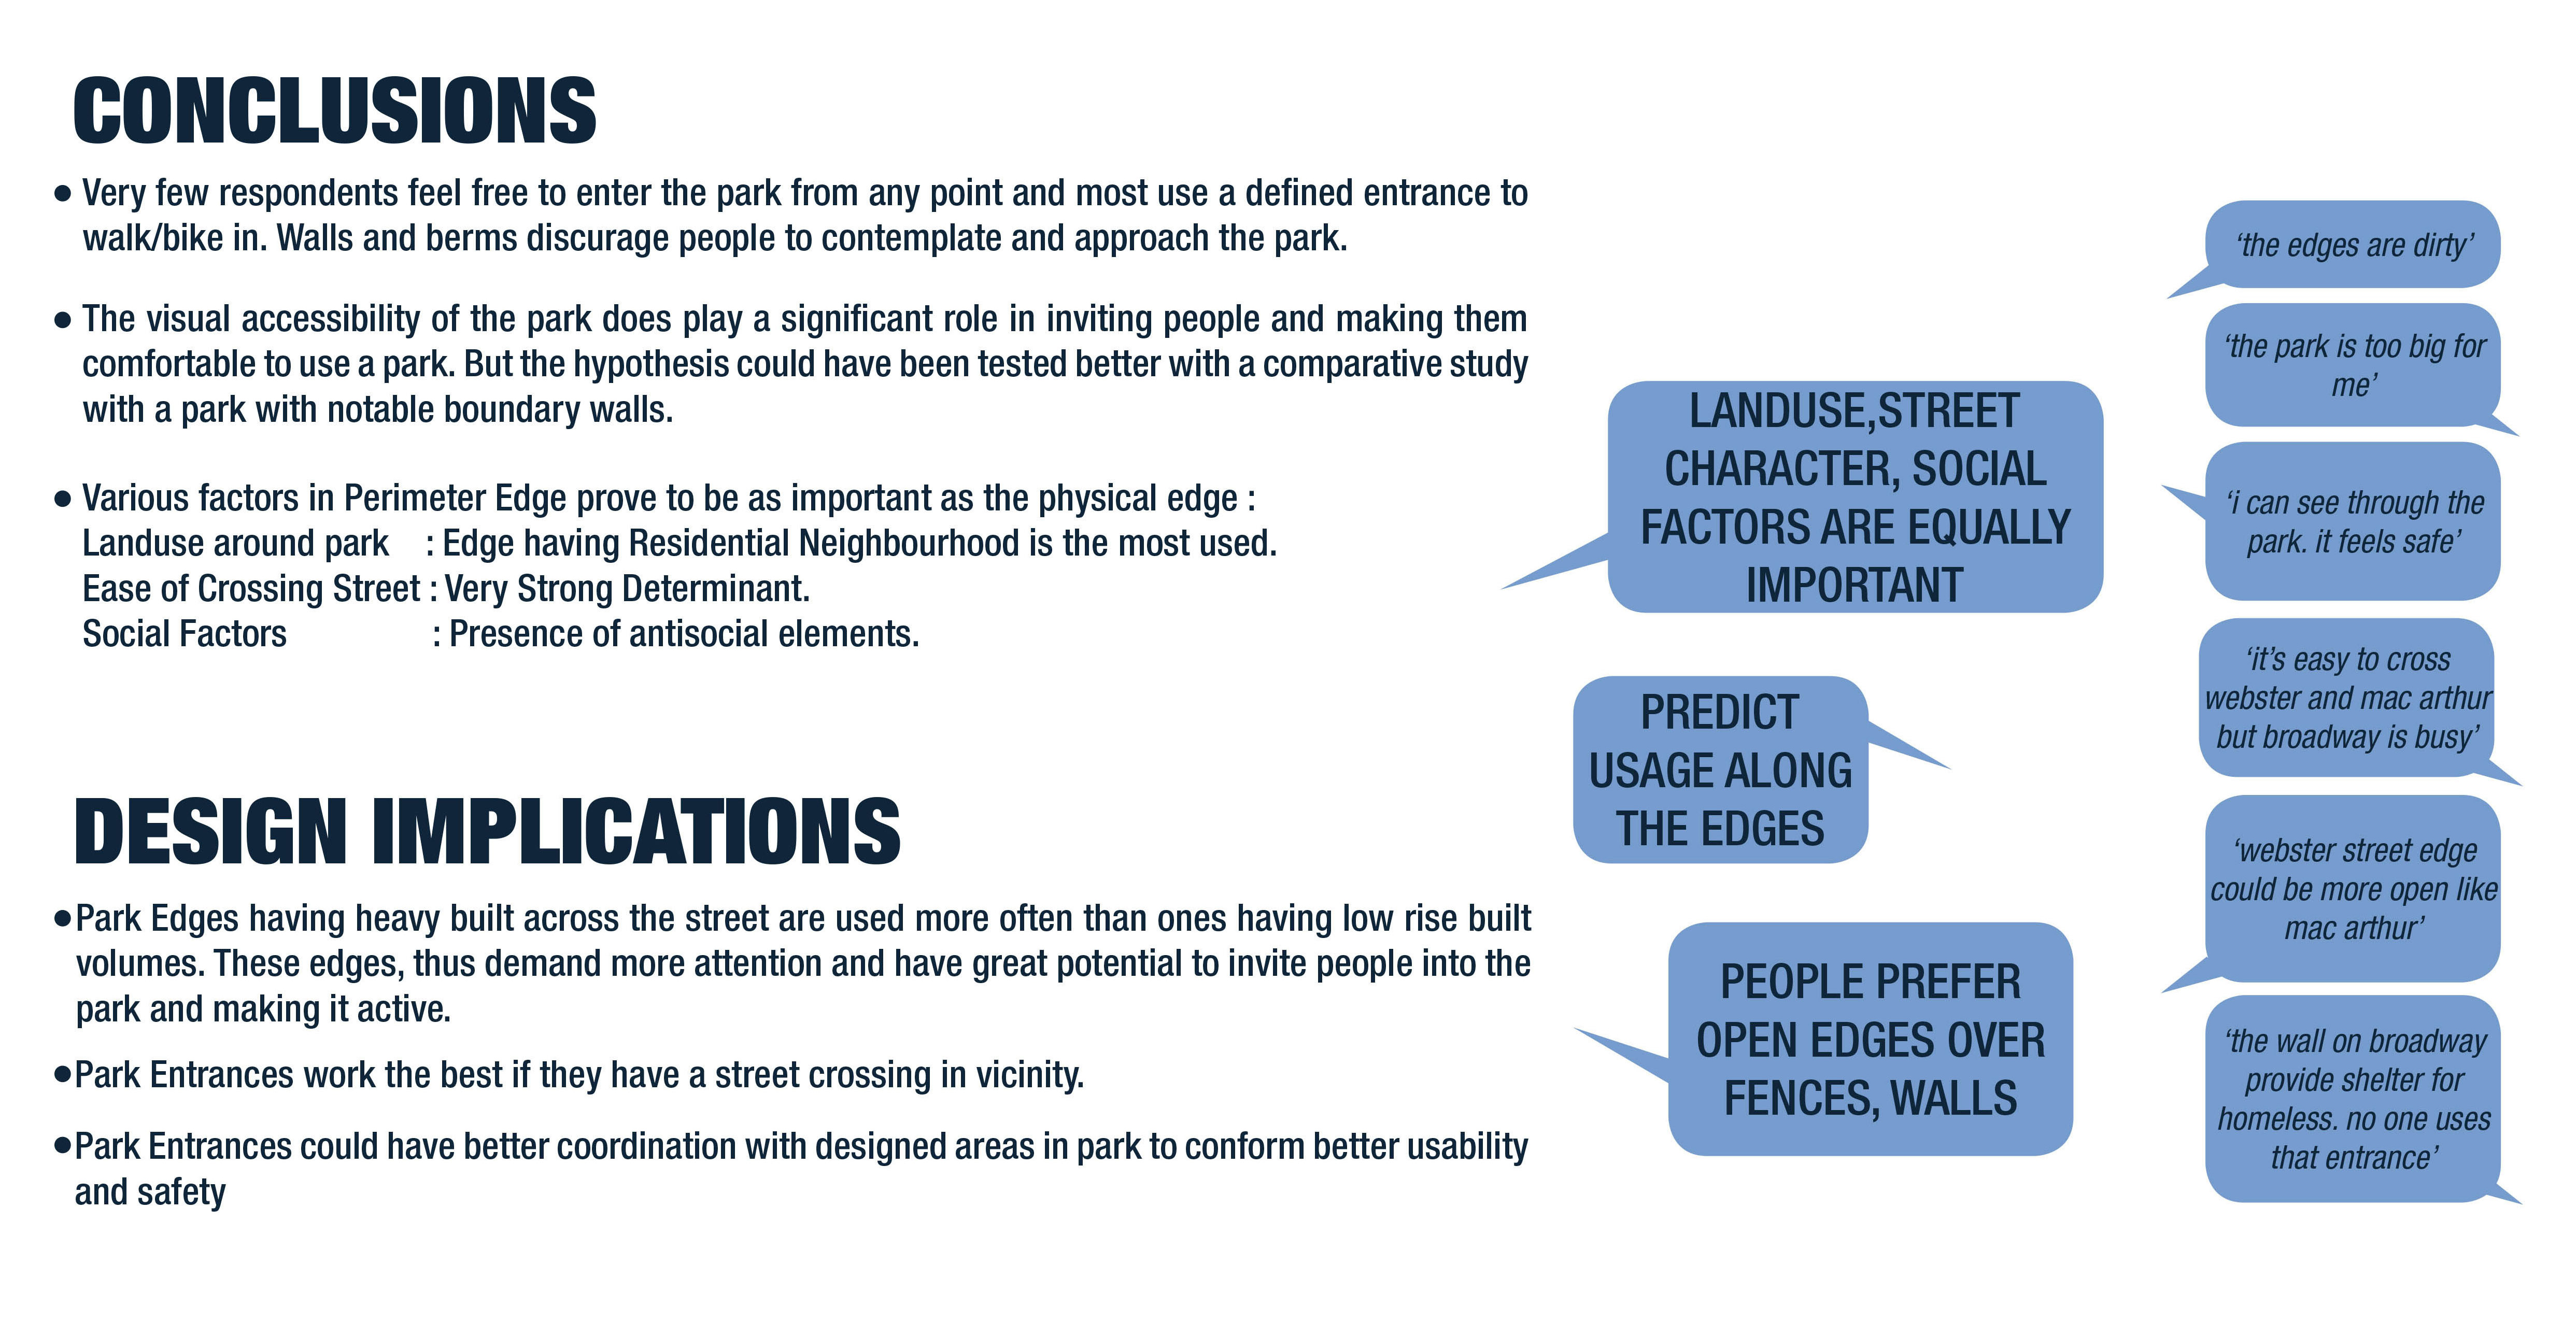 CONCLUSIONS
● Very few respondents feel free to enter the park from any point and most use a defined entrance to
walk/bike in. Walls and berms discurage people to contemplate and approach the park.
● The visual accessibility of the park does play a significant role in inviting people and making them
comfortable to use a park. But the hypothesis could have been tested better with a comparative study
with a park with notable boundary walls.
● Various factors in Perimeter Edge prove to be as important as the physical edge :
Landuse around park : Edge having Residential Neighbourhood is the most used.
Ease of Crossing Street : Very Strong Determinant.
Social Factors : Presence of antisocial elements.
DESIGN IMPLICATIONS
●Park Edges having heavy built across the street are used more often than ones having low rise built
volumes. These edges, thus demand more attention and have great potential to invite people into the
park and making it active.
●Park Entrances work the best if they have a street crossing in vicinity.
●Park Entrances could have better coordination with designed areas in park to conform better usability
and safety
LANDUSE,STREET
CHARACTER, SOCIAL
FACTORS ARE EQUALLY
IMPORTANT
PREDICT
USAGE ALONG
THE EDGES
PEOPLE PREFER
OPEN EDGES OVER
FENCES, WALLS
‘the edges are dirty’
‘the park is too big for
me’
‘i can see through the
park. it feels safe’
‘it’s easy to cross
webster and mac arthur
but broadway is busy’
‘webster street edge
could be more open like
mac arthur’
‘the wall on broadway
provide shelter for
homeless. no one uses
that entrance’